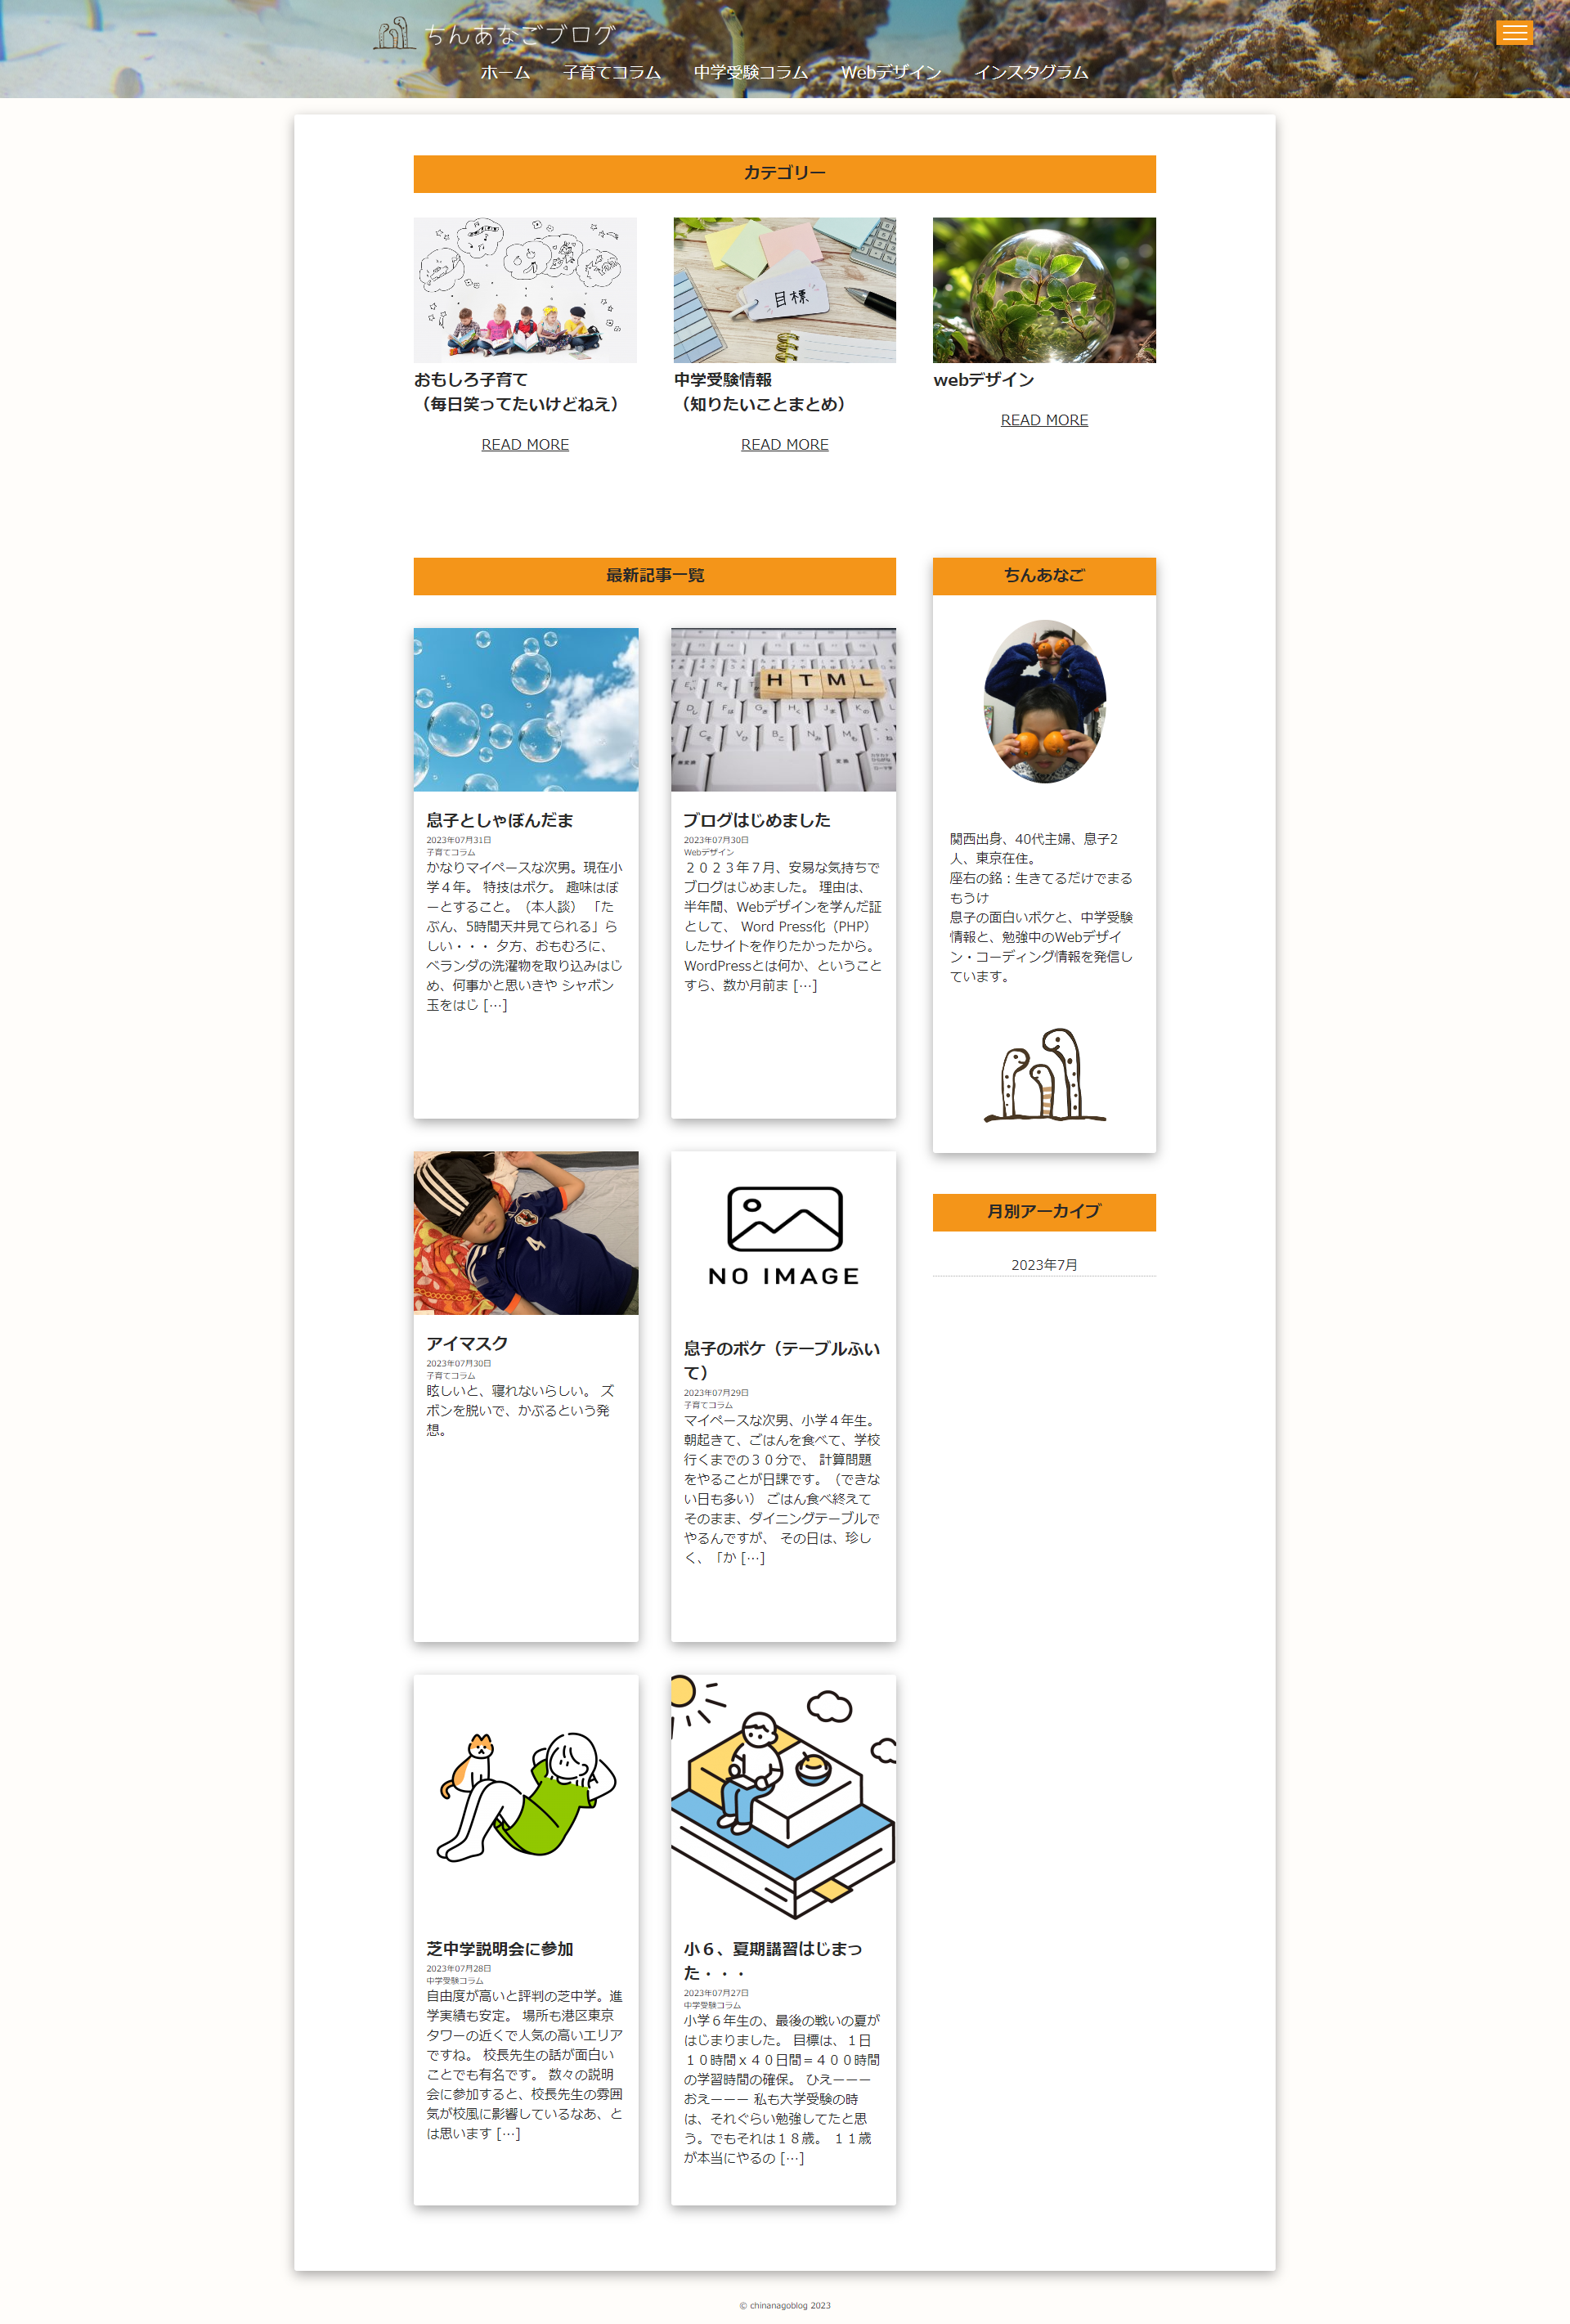 ちんあなごブログ
ホーム 子育てコラム 中学受験コラム Webデザイン インスタグラム
カテゴリー
目標
おもしろ子育て
（毎日笑ってたいけどねえ）
READ MORE
中学受験情報
（知りたいことまとめ）
READ MORE
webデザイン
READ MORE
最新記事一覧
息子としゃぼんだま
2023年07月31日
子育てコラム
かなりマイペースな次男。現在小
学４年。 特技はボケ。 趣味はぼ
ーとすること。（本人談） 「た
ぶん、5時間天井見てられる」ら
しい・・・ 夕方、おもむろに、
ベランダの洗濯物を取り込みはじ
め、何事かと思いきや シャボン
玉をはじ […]
HTML
ブログはじめました
2023年07月30日
Webデザイン
２０２３年７月、安易な気持ちで
ブログはじめました。 理由は、
半年間、Webデザインを学んだ証
として、 Word Press化（PHP）
したサイトを作りたかったから。
WordPressとは何か、ということ
すら、数か月前ま […]
アイマスク
2023年07月30日
子育てコラム
眩しいと、寝れないらしい。 ズ
ボンを脱いで、かぶるという発
想。
4
NO IMAGE
息子のボケ（テーブルふい
て）
2023年07月29日
子育てコラム
マイペースな次男、小学４年生。
朝起きて、ごはんを食べて、学校
行くまでの３０分で、 計算問題
をやることが日課です。（できな
い日も多い） ごはん食べ終えて
そのまま、ダイニングテーブルで
やるんですが、 その日は、珍し
く、「か […]
芝中学説明会に参加
2023年07月28日
中学受験コラム
自由度が高いと評判の芝中学。進
学実績も安定。 場所も港区東京
タワーの近くで人気の高いエリア
ですね。 校長先生の話が面白い
ことでも有名です。 数々の説明
会に参加すると、校長先生の雰囲
気が校風に影響しているなあ、と
は思います […]
小６、夏期講習はじまっ
た・・・
2023年07月27日
中学受験コラム
小学６年生の、最後の戦いの夏が
はじまりました。 目標は、１日
１０時間ｘ４０日間＝４００時間
の学習時間の確保。 ひえーーー
おえーーー 私も大学受験の時
は、それぐらい勉強してたと思
う。でもそれは１８歳。 １１歳
が本当にやるの […]
ちんあなご
関西出身、40代主婦、息子2
人、東京在住。
座右の銘：生きてるだけでまる
もうけ
息子の面白いボケと、中学受験
情報と、勉強中のWebデザイ
ン・コーディング情報を発信し
ています。
月別アーカイブ
2023年7月
© chinanagoblog 2023